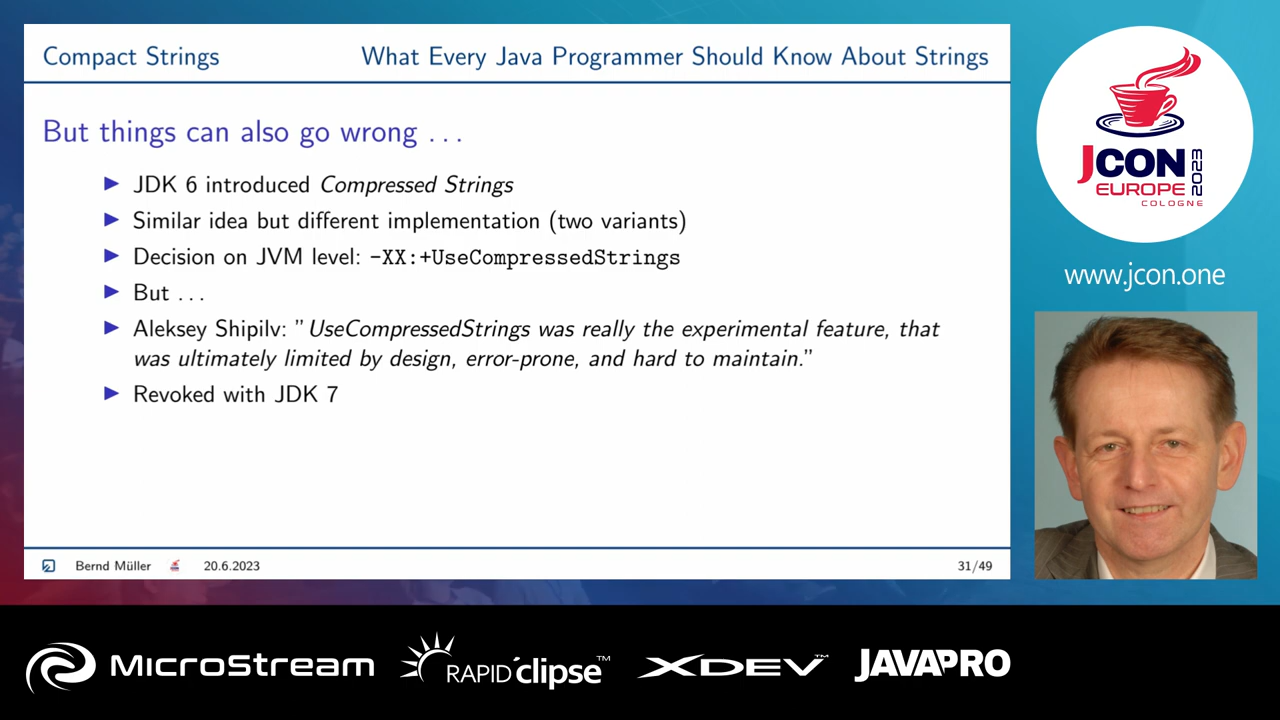 Compact Strings
What Every Java Programmer Should Know About Strings
But things can also go wrong . . .
JDK 6 introduced Compressed Strings
Similar idea but different implementation (two variants)
Decision on JVM level: -XX:+UseCompressedStrings
But . . .
Aleksey Shipilv: "UseCompressedStrings was really the experimental feature, that
was ultimately limited by design, error-prone, and hard to maintain."
Revoked with JDK 7
Bernd Müller
20.6.2023
31/49
JCON
2023
EUROPE
COLOGNE
www.jcon.one
MICROSTREAM
RAPIDclipse™
XDEV™
JAVAPRO